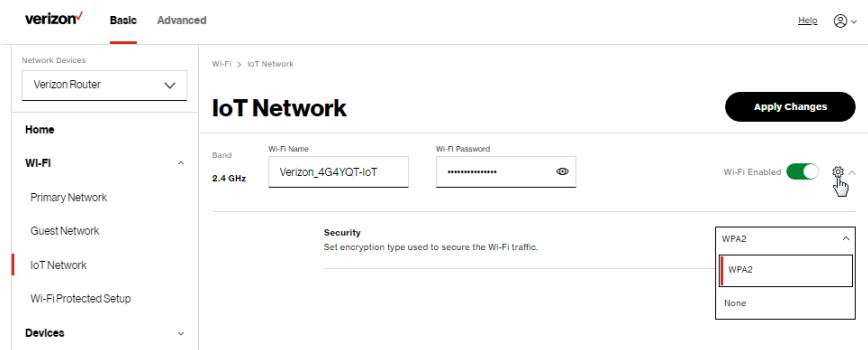 verizon Basic Advanced Help
Network Devices
Verizon Router
Wi-Fi > IoT Network
IoT Network
Apply Changes
Home
Wi-Fi
Band Wi-Fi Name Wi-Fi Password
2.4 GHz Verizon_4G4YQT-IoT •••••••••••••••
Wi-Fi Enabled
Primary Network
Guest Network
IoT Network
Wi-Fi Protected Setup
Devices
Security
Set encryption type used to secure the Wi-Fi traffic.
WPA2
WPA2
None